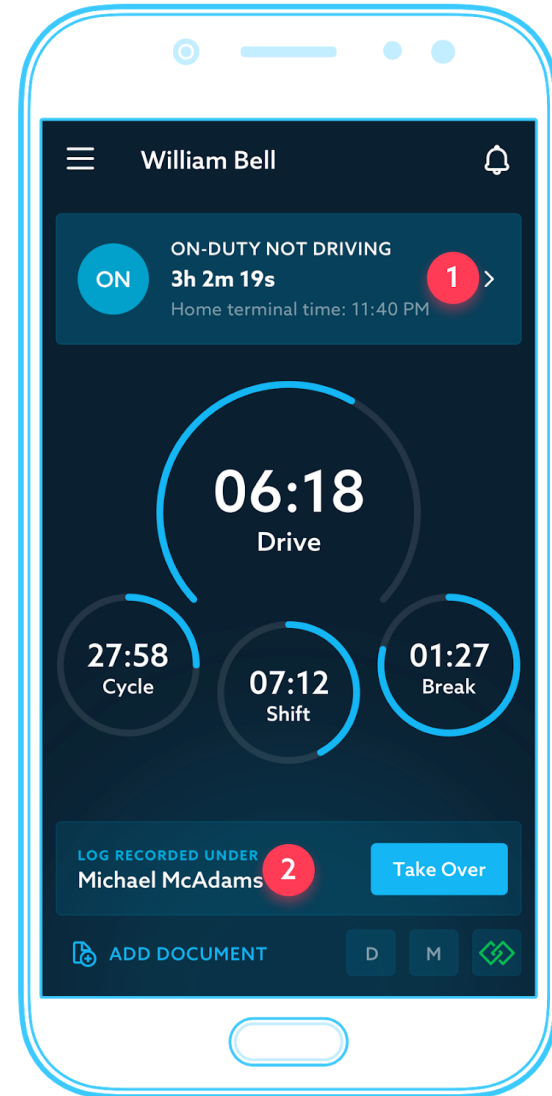 William Bell
ON-DUTY NOT DRIVING
ON
3h 2m 19s
1
Home terminal time: 11:40 PM
06:18
Drive
27:58
Cycle
07:12
Shift
01:27
Break
LOG RECORDED UNDER
Michael McAdams
2
Take Over
ADD DOCUMENT
D
M